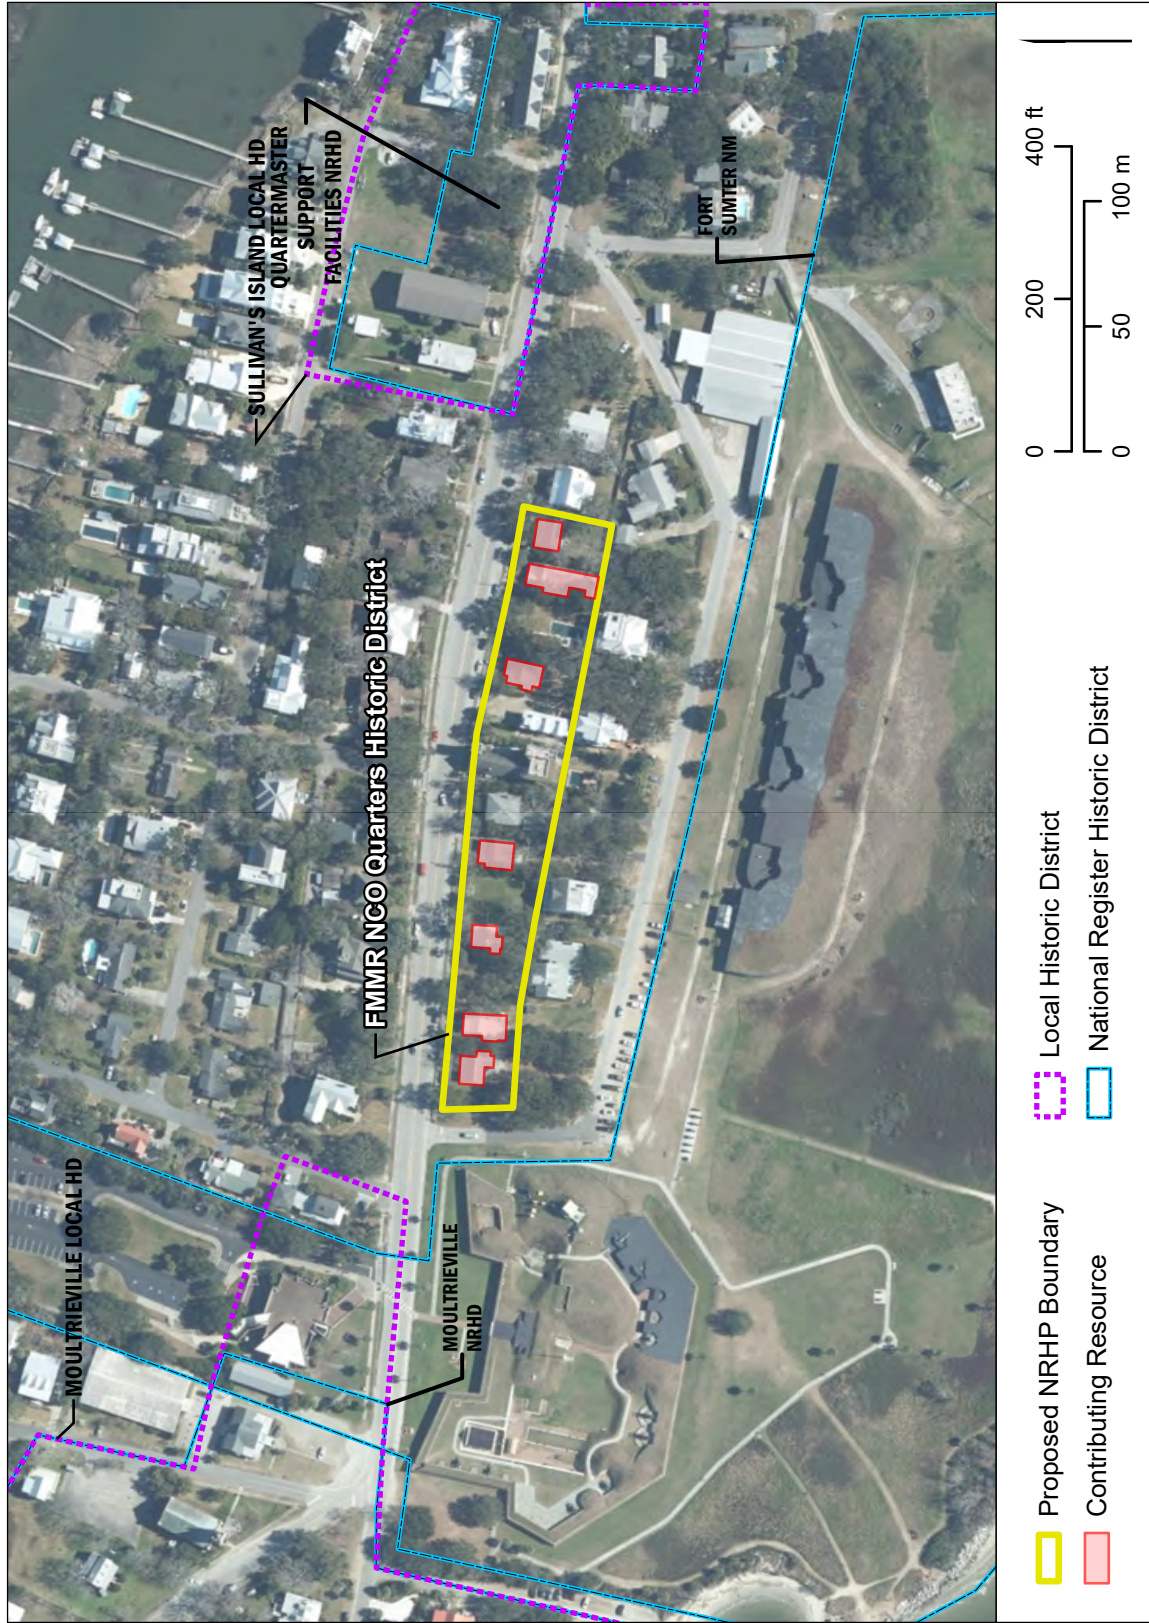 MOULTRIEVILLE LOCAL HD
MOULTRIEVILLE
NRHD
FMMR NCO Quarters Historic District
SULLIVAN'S ISLAND LOCAL HD
QUARTERMASTER
SUPPORT
FACILITIES NRHD
FORT
SUMTER NM
Proposed NRHP Boundary
Contributing Resource
Local Historic District
National Register Historic District
0 200 400 ft
0 50 100 m